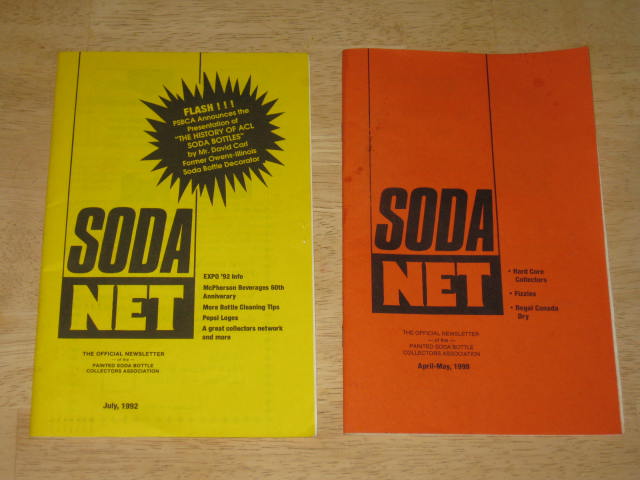 FLASH ! ! !
PSBCA Announces the
Presentation of
"THE HISTORY OF ACL
SODA BOTTLES"
by Mr. David Carl
Former Owens-Illinois
Soda Bottle Decorator
SODA
NET
EXPO '92 Info
McPherson Beverages 60th
Anniverary
More Bottle Cleaning Tips
Pepsi Logos
A great collectors network
and more
THE OFFICIAL NEWSLETTER
— of the —
PAINTED SODA BOTTLE
COLLECTORS ASSOCIATION
July, 1992
SODA
NET
• Hard Core
Collectors
• Fizzies
• Regal Canada
Dry
THE OFFICIAL NEWSLETTER
— of the —
PAINTED SODA BOTTLE
COLLECTORS ASSOCIATION
April-May,